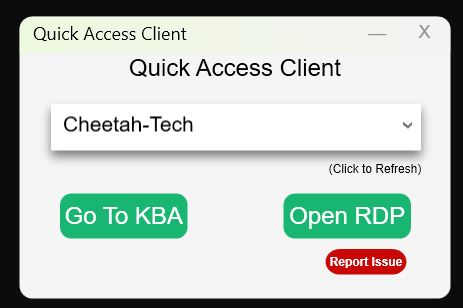 Quick Access Client
Quick Access Client
Cheetah-Tech
(Click to Refresh)
Go To KBA
Open RDP
Report Issue